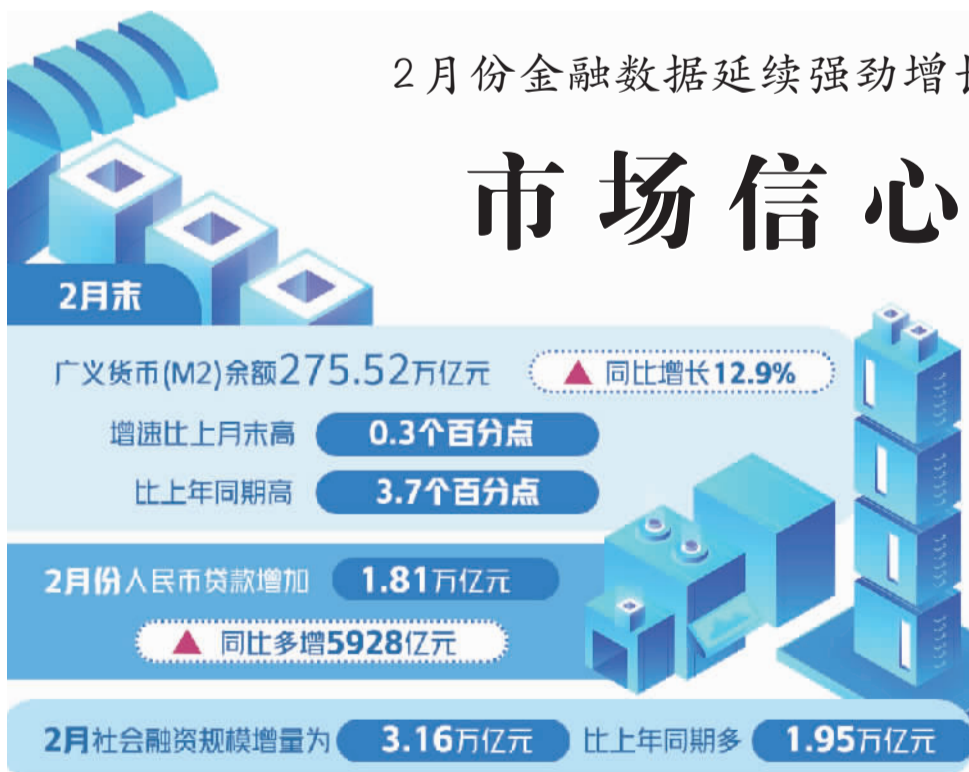 2月份金融数据延续强劲增长
市场信心
2月末
广义货币(M2)余额275.52万亿元 ▲ 同比增长12.9%
增速比上月末高 0.3个百分点
比上年同期高 3.7个百分点
2月份人民币贷款增加 1.81万亿元
▲ 同比多增5928亿元
2月社会融资规模增量为 3.16万亿元 比上年同期多 1.95万亿元